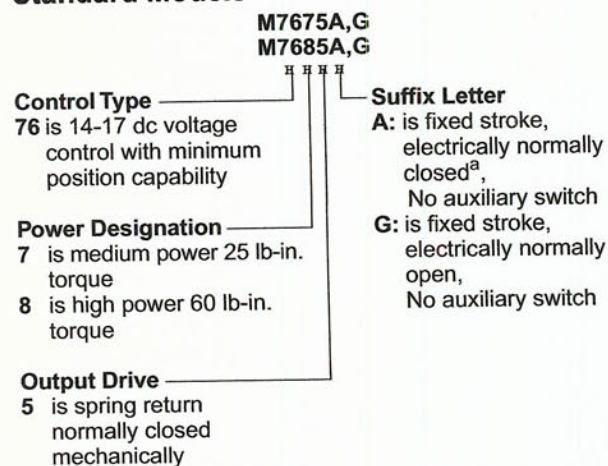 M7675A,G
M7685A,G
Control Type
76 is 14-17 dc voltage
control with minimum
position capability
Power Designation
7 is medium power 25 lb-in.
torque
8 is high power 60 lb-in.
torque
Output Drive
5 is spring return
normally closed
mechanically
Suffix Letter
A: is fixed stroke,
electrically normally
closedᵃ,
No auxiliary switch
G: is fixed stroke,
electrically normally
open,
No auxiliary switch